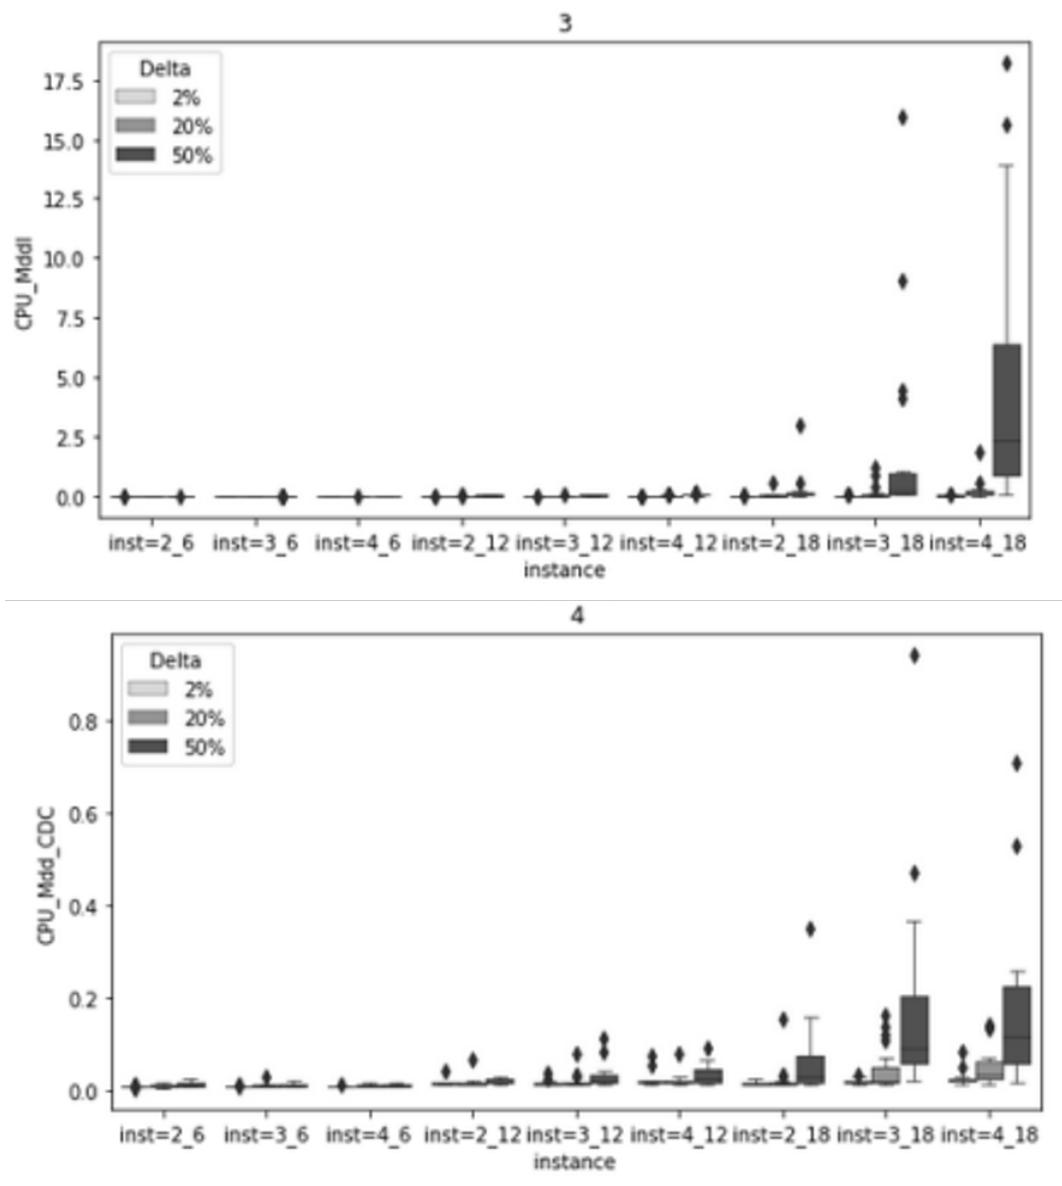 3
Delta
2%
20%
50%
17.5
15.0
12.5
10.0
7.5
5.0
2.5
0.0
CPU_Mddl
inst=2_6 inst=3_6 inst=4_6 inst=2_12 inst=3_12 inst=4_12 inst=2_18 inst=3_18 inst=4_18
instance
4
Delta
2%
20%
50%
0.8
0.6
0.4
0.2
0.0
CPU_Mdd_CDC
inst=2_6 inst=3_6 inst=4_6 inst=2_12 inst=3_12 inst=4_12 inst=2_18 inst=3_18 inst=4_18
instance